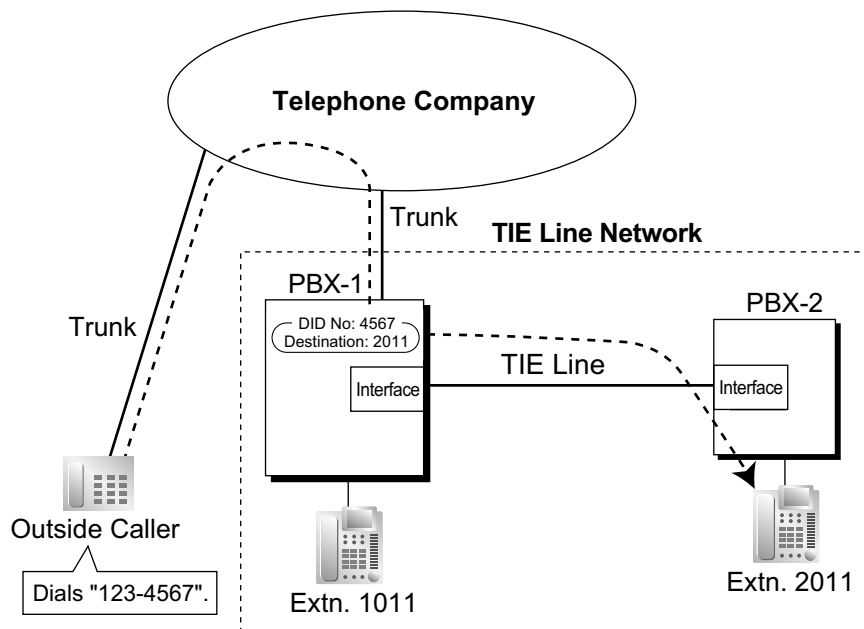 Telephone Company
Trunk
TIE Line Network
PBX-1
PBX-2
Trunk
DID No: 4567
Destination: 2011
TIE Line
Interface
Interface
Outside Caller
Dials "123-4567".
Extn. 1011
Extn. 2011